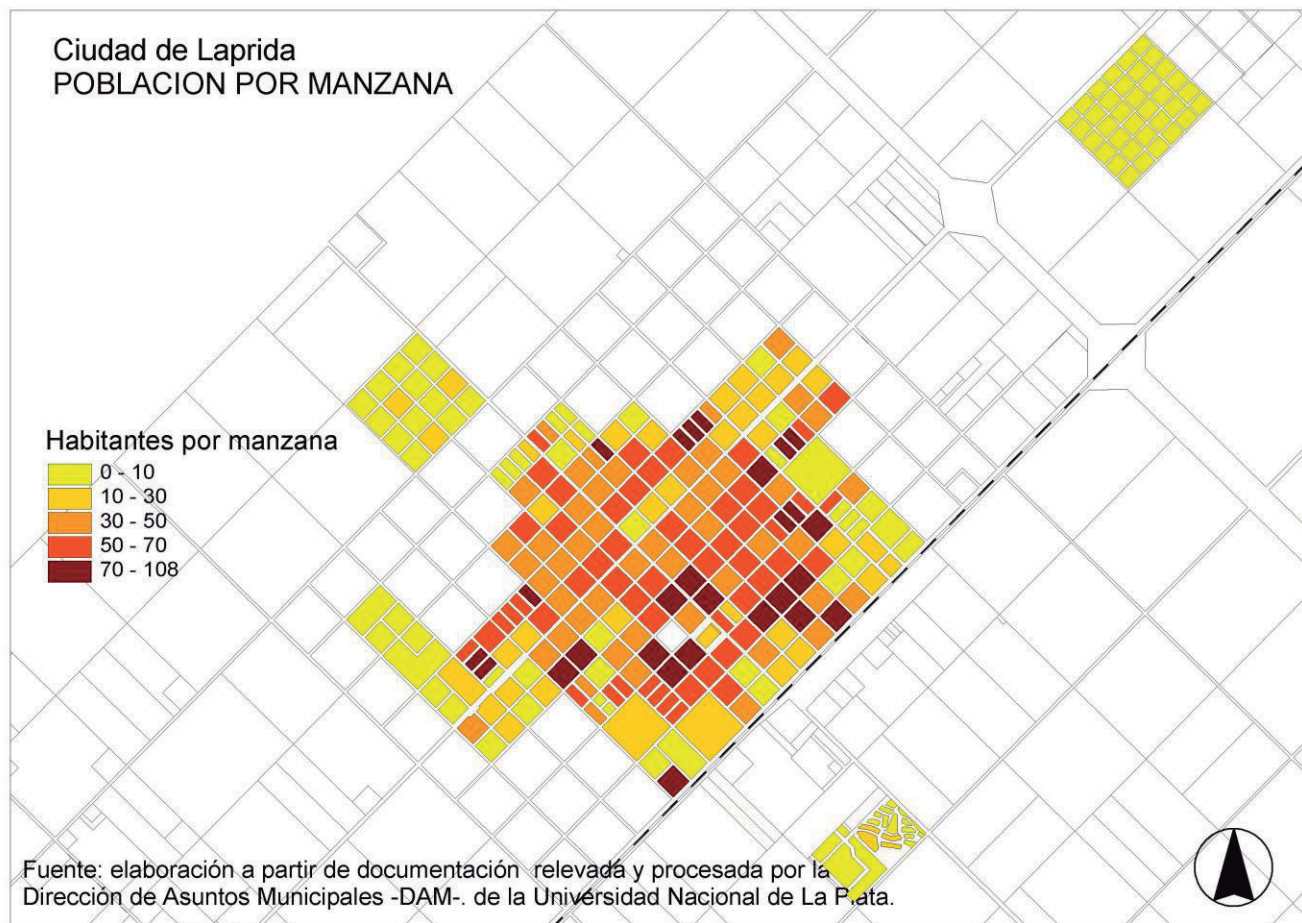 Ciudad de Laprida
POBLACION POR MANZANA
Habitantes por manzana
0 - 10
10 - 30
30 - 50
50 - 70
70 - 108
Fuente: elaboración a partir de documentación relevada y procesada por la
Dirección de Asuntos Municipales -DAM-. de la Universidad Nacional de La Plata.